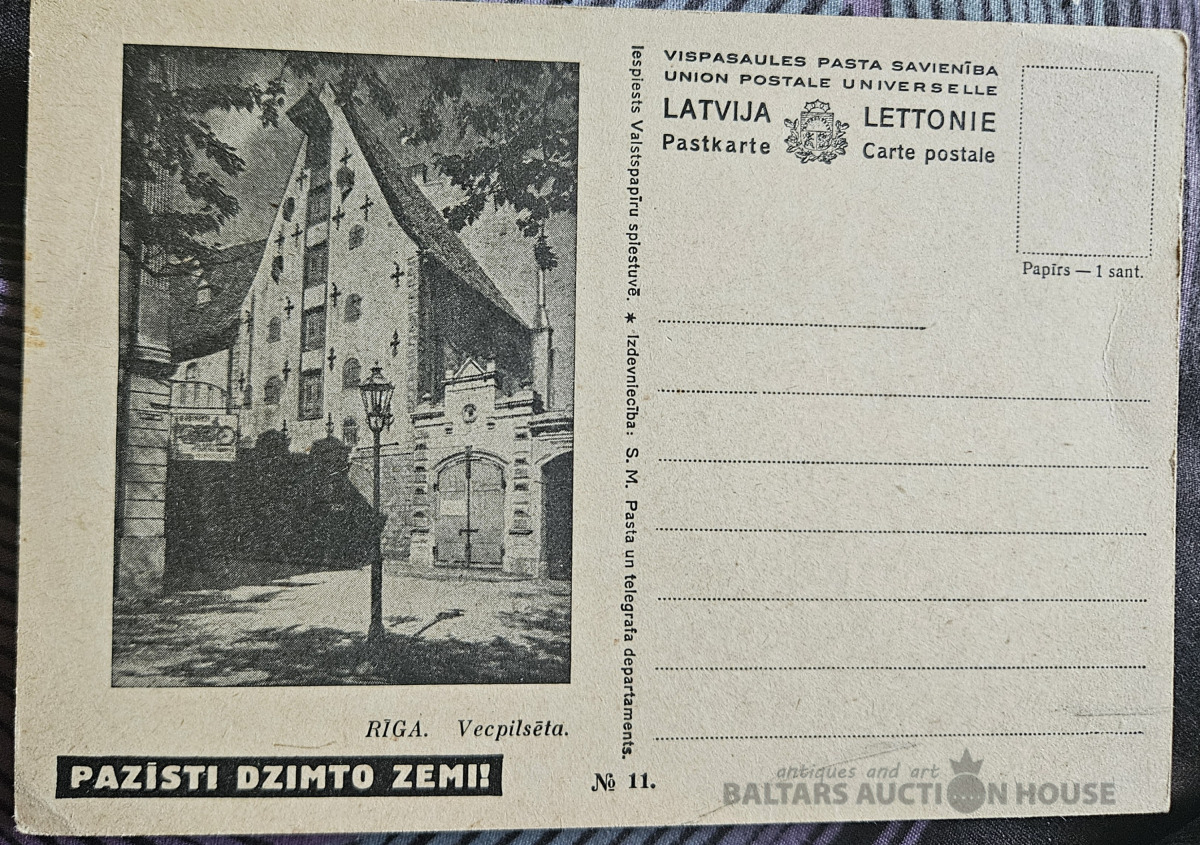 RĪGA. Vecpilsēta.
PAZĪSTI DZIMTO ZEMI!
Iespiests Valstspapīru spiestuvē. * Izdevniecība: S. M. Pasta un telegrafa departaments.
№ 11.
VISPASAULES PASTA SAVIENĪBA
UNION POSTALE UNIVERSELLE
LATVIJA LETTONIE
Pastkarte Carte postale
Papīrs — 1 sant.
antiques and art
BALTARS AUCTION HOUSE